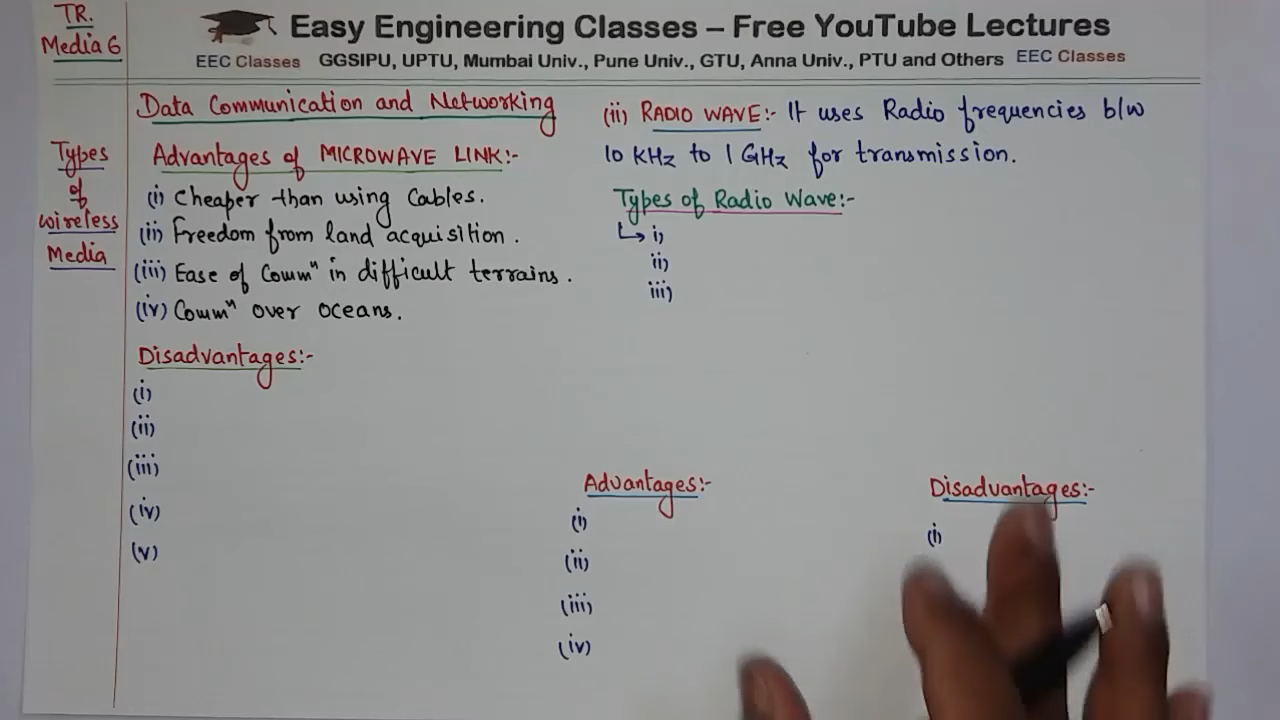 TR.
Media 6
Easy Engineering Classes – Free YouTube Lectures
EEC Classes GGSIPU, UPTU, Mumbai Univ., Pune Univ., GTU, Anna Univ., PTU and Others EEC Classes
Types
of
wireless
Media
Data Communication and Networking
Advantages of MICROWAVE LINK:-
(i) Cheaper than using Cables.
(ii) Freedom from land acquisition.
(iii) Ease of Commⁿ in difficult terrains.
(iv) Commⁿ over oceans.
Disadvantages:-
(i)
(ii)
(iii)
(iv)
(v)
(ii) RADIO WAVE:- It uses Radio frequencies b/w
10 KHz to 1 GHz for transmission.
Types of Radio Wave:-
↳ i)
ii)
iii)
Advantages:-
(i)
(ii)
(iii)
(iv)
Disadvantages:-
(i)